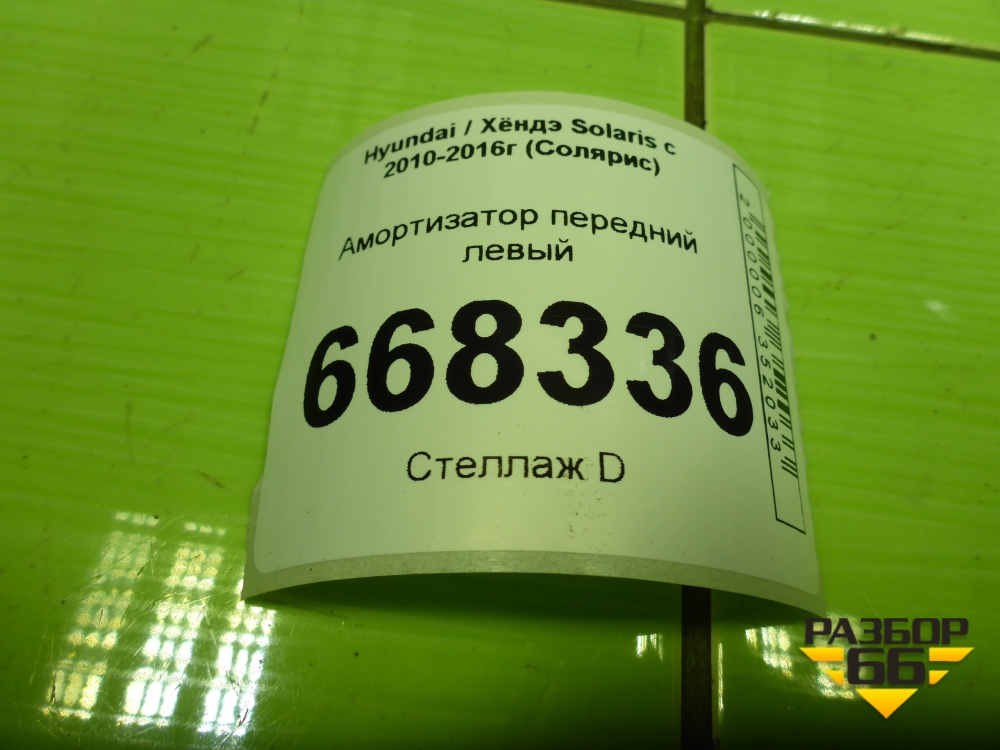 Hyundai / Хёндэ Solaris с
2010-2016г (Солярис)
Амортизатор передний
левый
668336
Стеллаж D
2000006352033
РАЗБОР
66